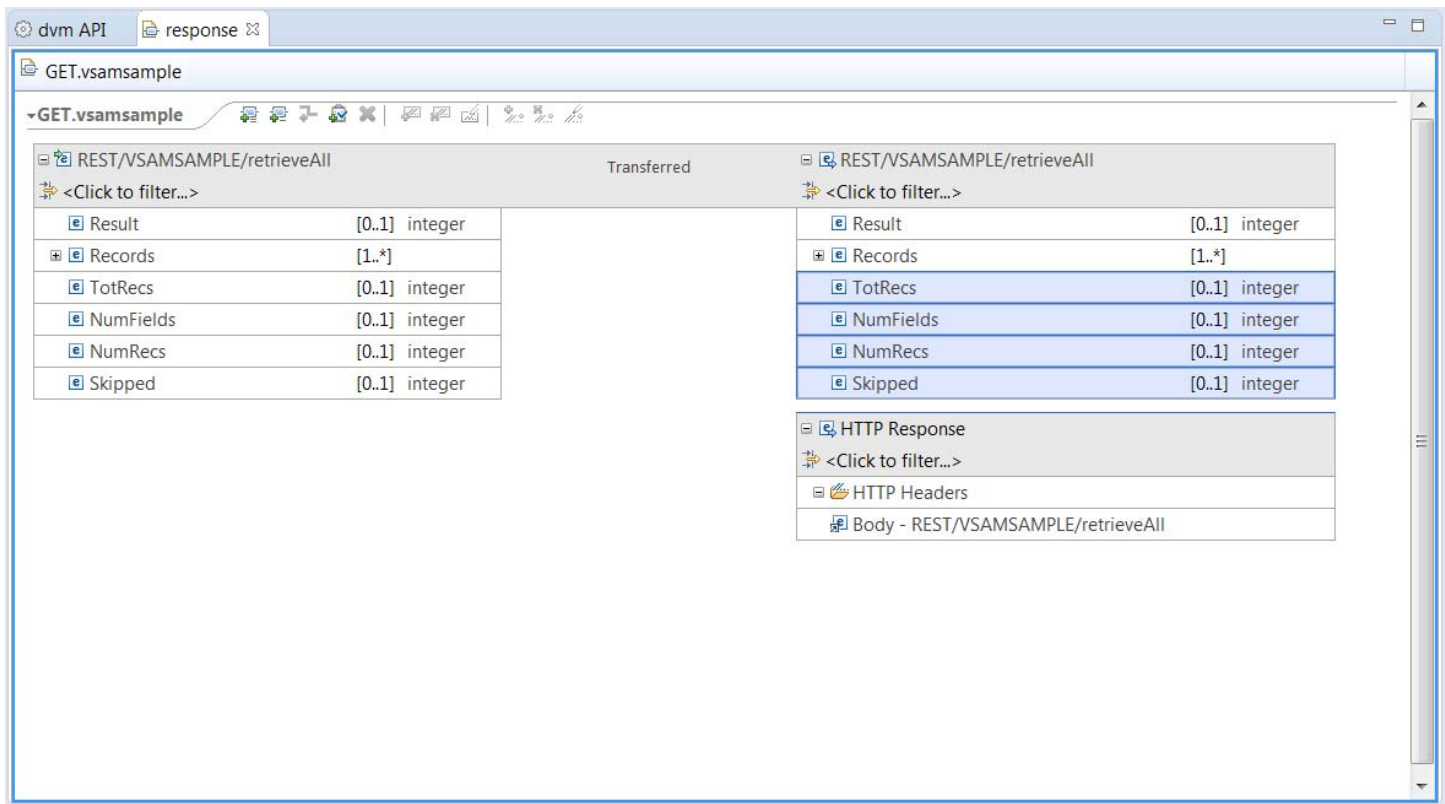 dvm API response
GET.vsamsample
GET.vsamsample
REST/VSAMSAMPLE/retrieveAll
<Click to filter...>
Result [0..1] integer
Records [1..*]
TotRecs [0..1] integer
NumFields [0..1] integer
NumRecs [0..1] integer
Skipped [0..1] integer
Transferred
REST/VSAMSAMPLE/retrieveAll
<Click to filter...>
Result [0..1] integer
Records [1..*]
TotRecs [0..1] integer
NumFields [0..1] integer
NumRecs [0..1] integer
Skipped [0..1] integer
HTTP Response
<Click to filter...>
HTTP Headers
Body - REST/VSAMSAMPLE/retrieveAll